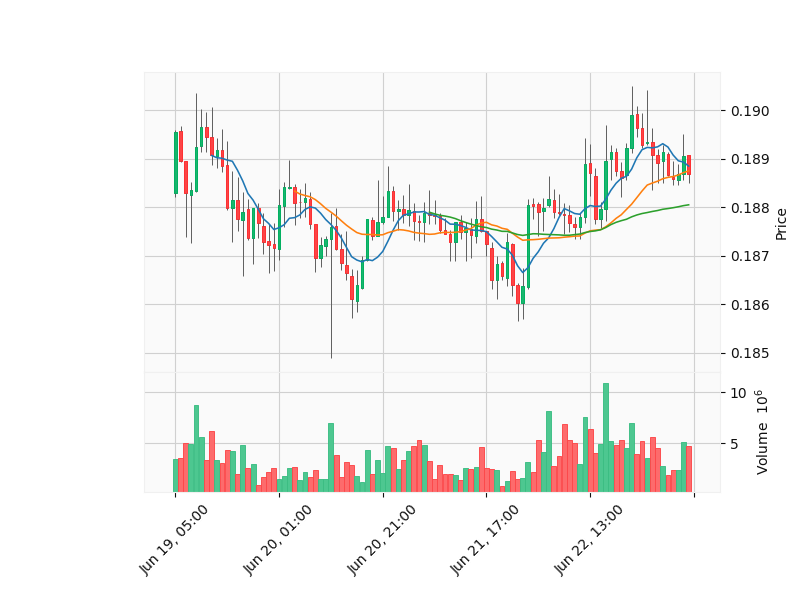 0.190
0.189
0.188
0.187
0.186
0.185
Price
10
5
Volume 10^6
Jun 19, 05:00
Jun 20, 01:00
Jun 20, 21:00
Jun 21, 17:00
Jun 22, 13:00